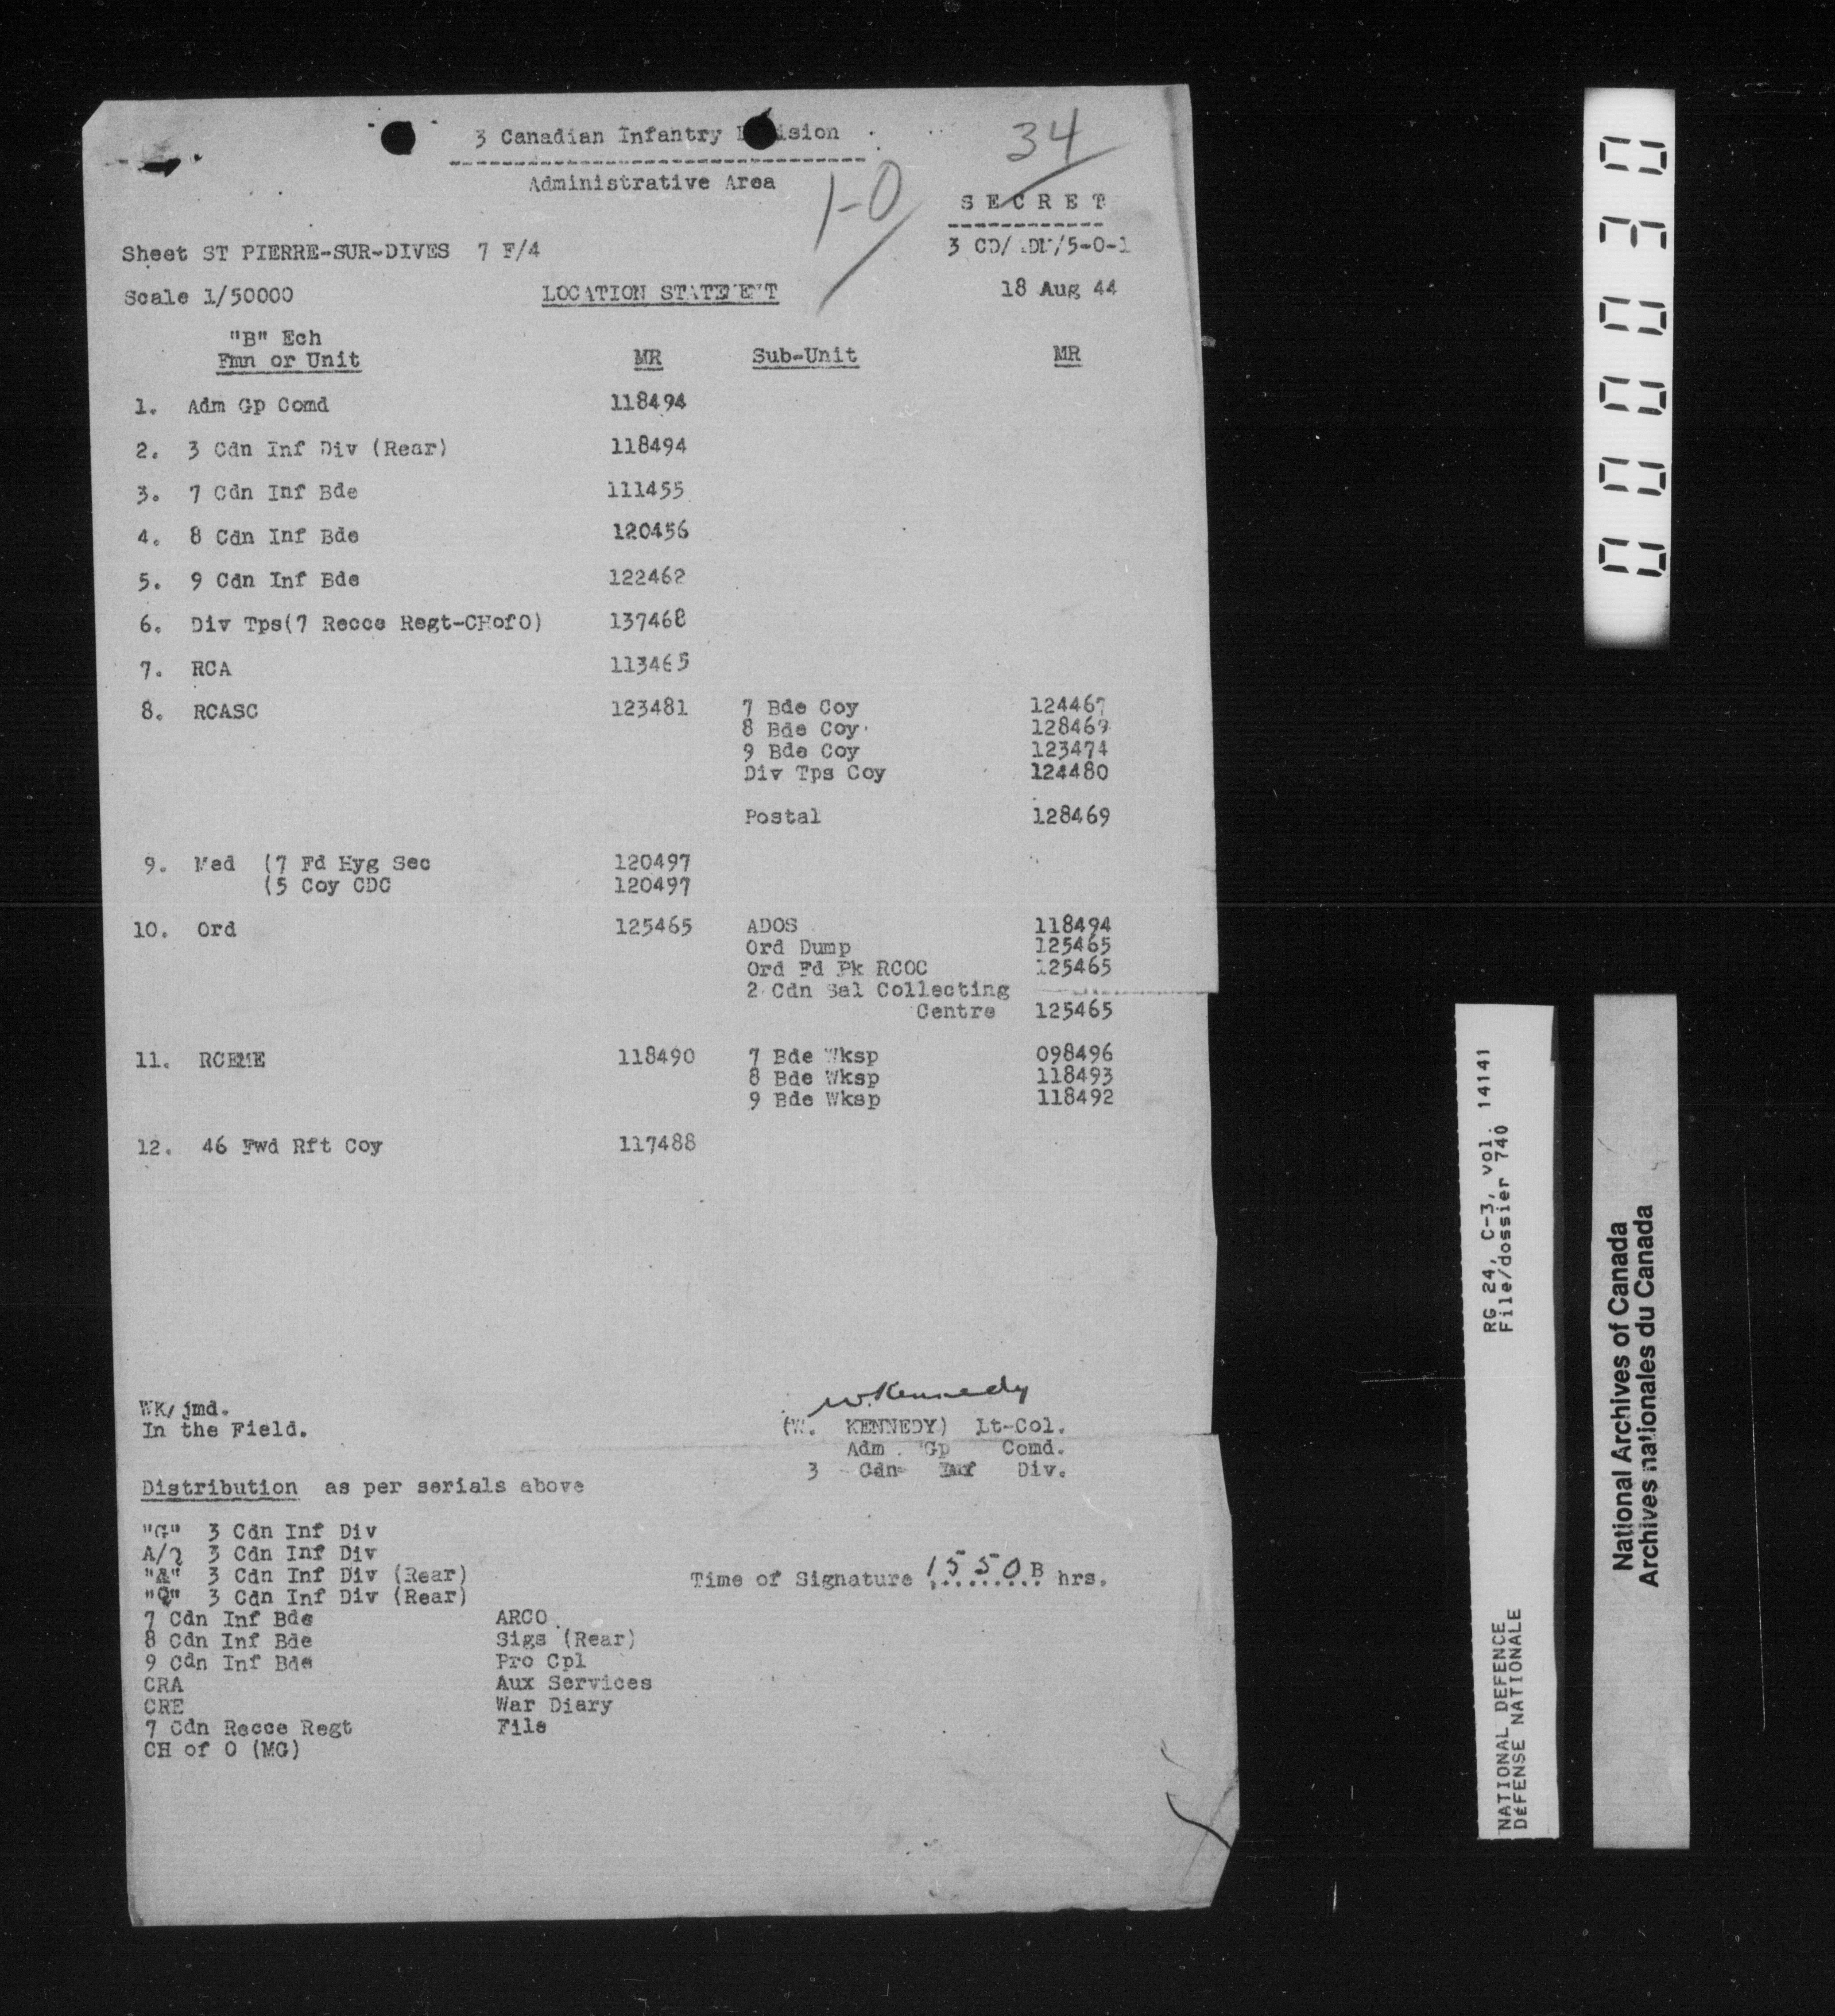 3 Canadian Infantry Division
Administrative Area
34
1-0
SECRET
3 CD/ADM/5-0-1
Sheet ST PIERRE-SUR-DIVES 7 F/4
Scale 1/50000 LOCATION STATEMENT 18 Aug 44
"B" Ech
Fmn or Unit MR Sub-Unit MR
1. Adm Gp Comd 118494
2. 3 Cdn Inf Div (Rear) 118494
3. 7 Cdn Inf Bde 111455
4. 8 Cdn Inf Bde 120456
5. 9 Cdn Inf Bde 122462
6. Div Tps(7 Recce Regt-CHofO) 137468
7. RCA 113465
8. RCASC 123481 7 Bde Coy 124467
8 Bde Coy 128469
9 Bde Coy 123474
Div Tps Coy 124480
Postal 128469
9. Med (7 Fd Hyg Sec 120497
(5 Coy CDC 120497
10. Ord 125465 ADOS 118494
Ord Dump 125465
Ord Fd Pk RCOC 125465
2 Cdn Sal Collecting
Centre 125465
11. RCEME 118490 7 Bde Wksp 098496
8 Bde Wksp 118493
9 Bde Wksp 118492
12. 46 Fwd Rft Coy 117488
W.Kennedy
WK/jmd.
In the Field.
(W. KENNEDY) Lt-Col.
Adm Gp Comd.
3 Cdn Inf Div.
Distribution as per serials above
"G" 3 Cdn Inf Div
A/Q 3 Cdn Inf Div
"A" 3 Cdn Inf Div (Rear)
"Q" 3 Cdn Inf Div (Rear)
Time of Signature 1550 B hrs.
7 Cdn Inf Bde ARCO
8 Cdn Inf Bde Sigs (Rear)
9 Cdn Inf Bde Pro Cpl
CRA Aux Services
CRE War Diary
7 Cdn Recce Regt File
CH of O (MG)
000030
RG 24, C-3, vol. 14141
File/dossier 740
NATIONAL DEFENCE
DÉFENSE NATIONALE
National Archives of Canada
Archives nationales du Canada